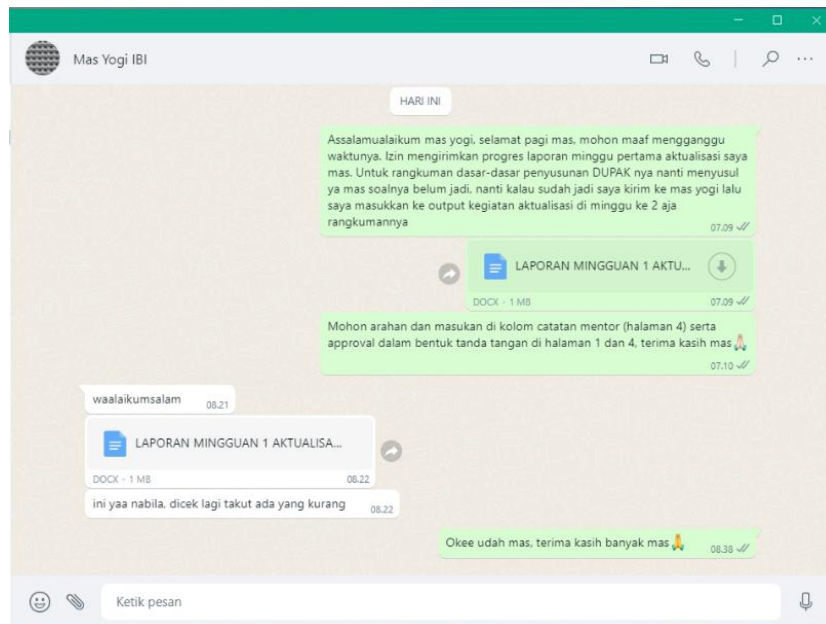 Mas Yogi IBI
HARI INI
Assalamualaikum mas yogi, selamat pagi mas, mohon maaf mengganggu
waktunya. Izin mengirimkan progres laporan minggu pertama aktualisasi saya
mas. Untuk rangkuman dasar-dasar penyusunan DUPAK nya nanti menyusul
ya mas soalnya belum jadi. nanti kalau sudah jadi saya kirim ke mas yogi lalu
saya masukkan ke output kegiatan aktualisasi di minggu ke 2 aja
rangkumannya
07.09
LAPORAN MINGGUAN 1 AKTU...
DOCX • 1 MB 07.09
Mohon arahan dan masukan di kolom catatan mentor (halaman 4) serta
approval dalam bentuk tanda tangan di halaman 1 dan 4, terima kasih mas🙏
07.10
waalaikumsalam 08.21
LAPORAN MINGGUAN 1 AKTUALISA...
DOCX • 1 MB 08.22
ini yaa nabila, dicek lagi takut ada yang kurang 08.22
Okee udah mas, terima kasih banyak mas🙏 08.38
Ketik pesan